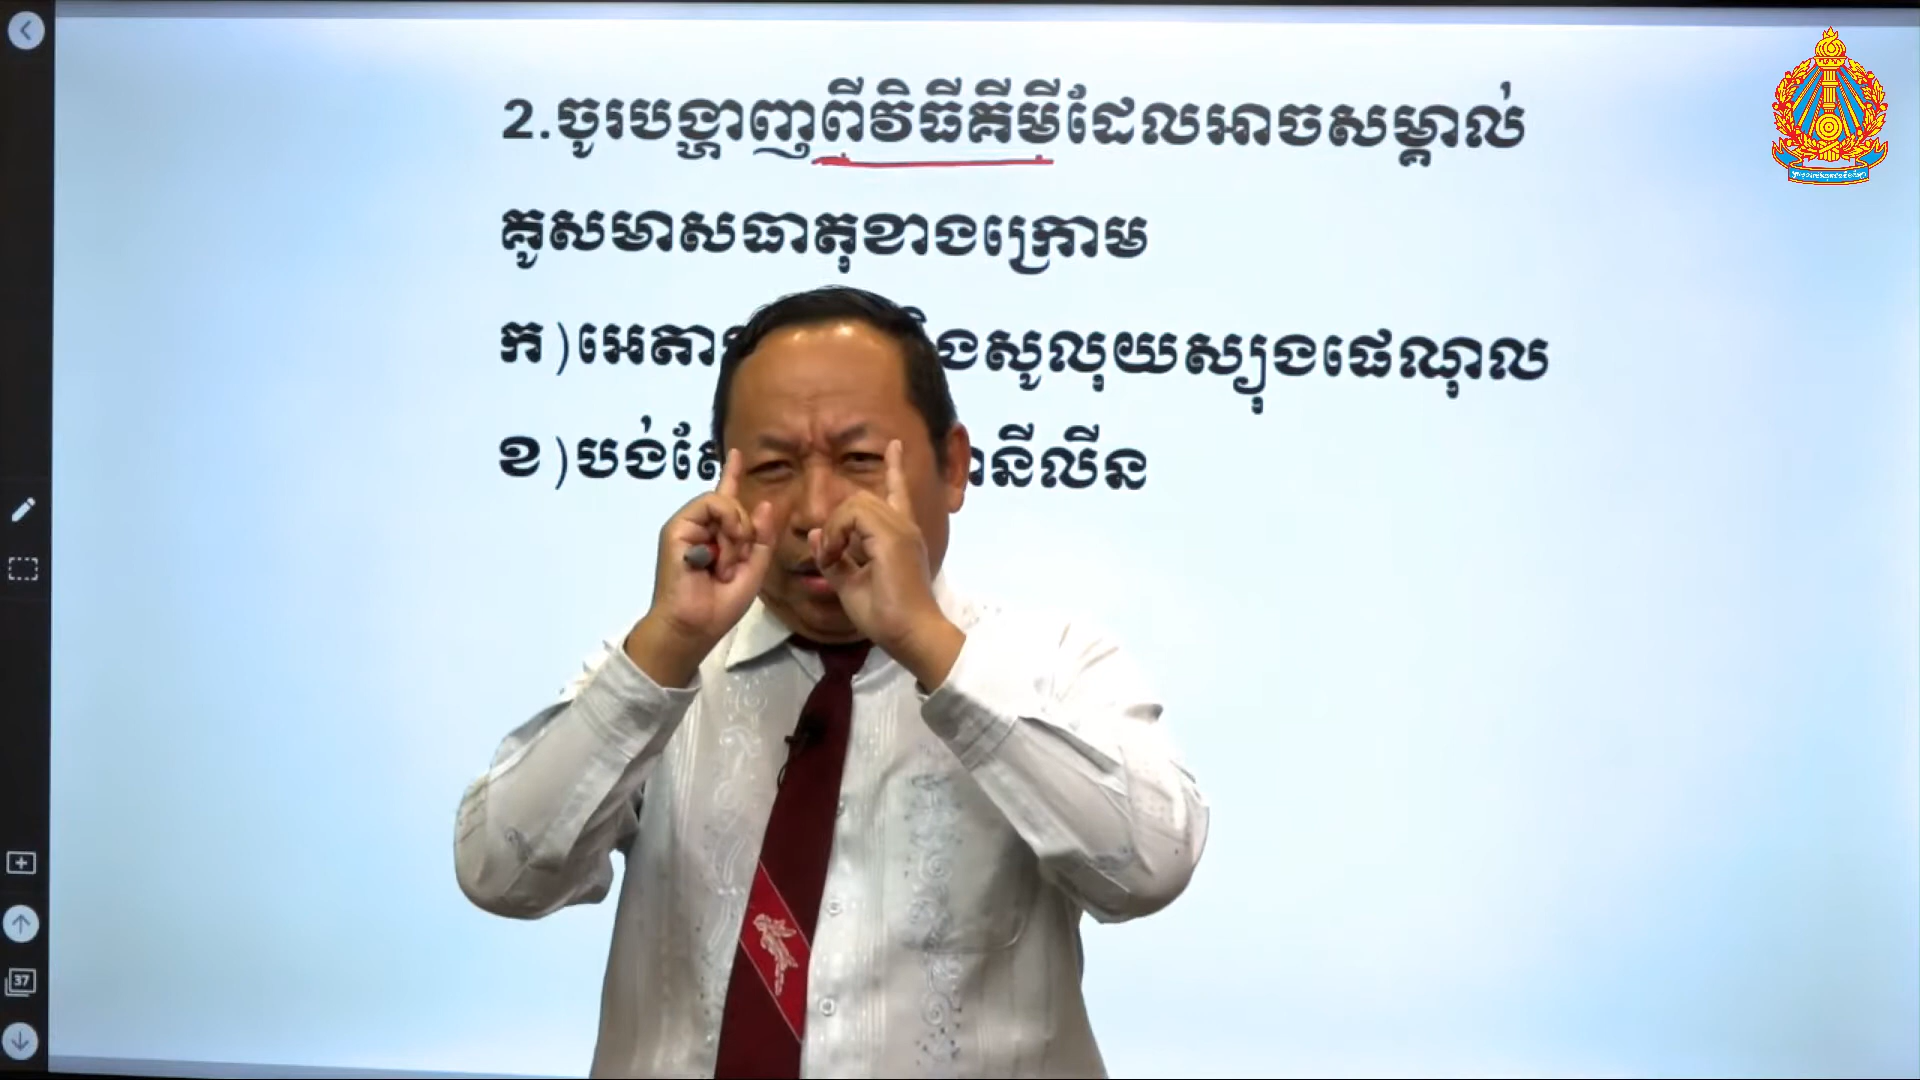 2.ចូរបង្ហាញពីវិធីគីមីដែលអាចសម្គាល់
គូសមាសធាតុខាងក្រោម
ក)អេតា សូលុយស្យុងផេណុល
ខ)បង់ នីលីន
37